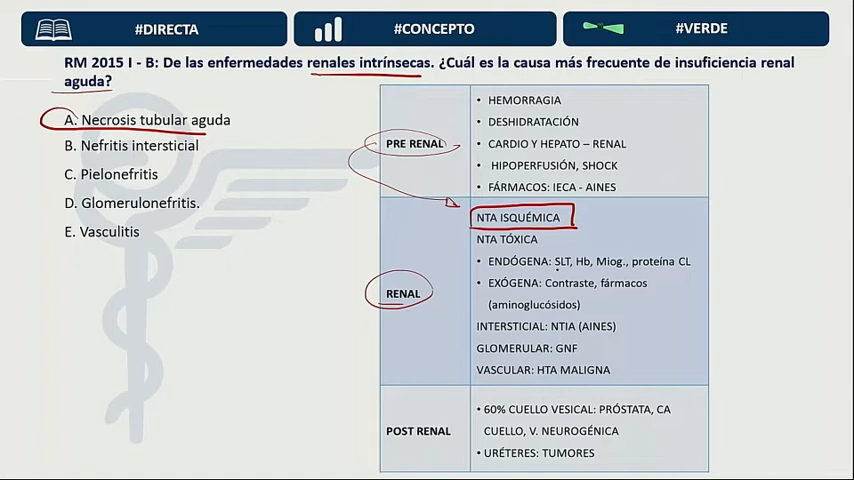 #DIRECTA
#CONCEPTO
#VERDE
RM 2015 I - B: De las enfermedades renales intrínsecas. ¿Cuál es la causa más frecuente de insuficiencia renal
aguda?
A. Necrosis tubular aguda
B. Nefritis intersticial
C. Pielonefritis
D. Glomerulonefritis.
E. Vasculitis
PRE RENAL
• HEMORRAGIA
• DESHIDRATACIÓN
• CARDIO Y HEPATO – RENAL
• HIPOPERFUSIÓN, SHOCK
• FÁRMACOS: IECA - AINES
RENAL
NTA ISQUÉMICA
NTA TÓXICA
• ENDÓGENA: SLT, Hb, Miog., proteína CL
• EXÓGENA: Contraste, fármacos
(aminoglucósidos)
INTERSTICIAL: NTIA (AINES)
GLOMERULAR: GNF
VASCULAR: HTA MALIGNA
POST RENAL
• 60% CUELLO VESICAL: PRÓSTATA, CA
CUELLO, V. NEUROGÉNICA
• URÉTERES: TUMORES